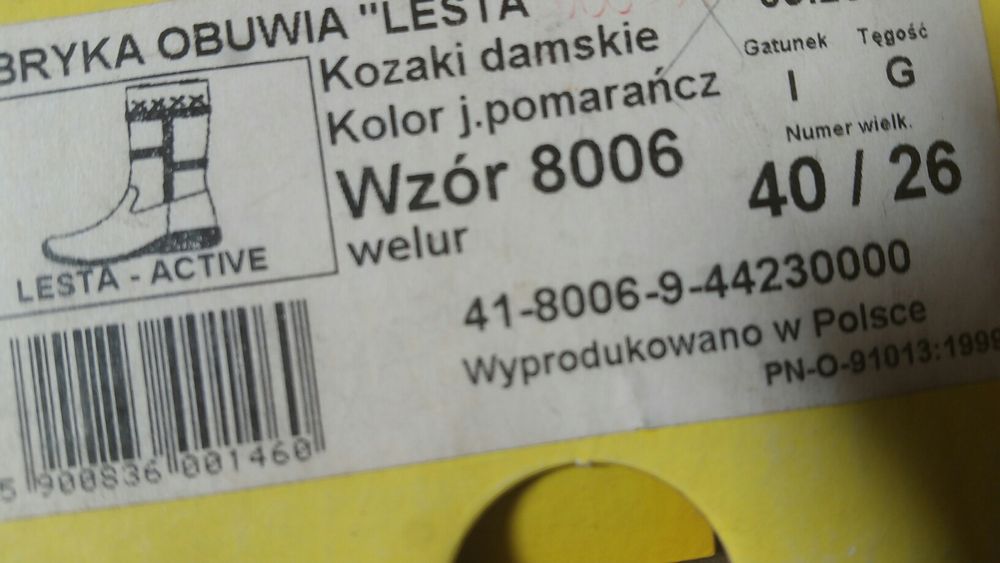 BRYKA OBUWIA "LESTA
Kozaki damskie
Kolor j.pomarańcz
Wzór 8006
welur
Gatunek Tęgość
I G
Numer wielk.
40 / 26
LESTA - ACTIVE
41-8006-9-44230000
Wyprodukowano w Polsce
PN-O-91013:1998
5 900836 001460